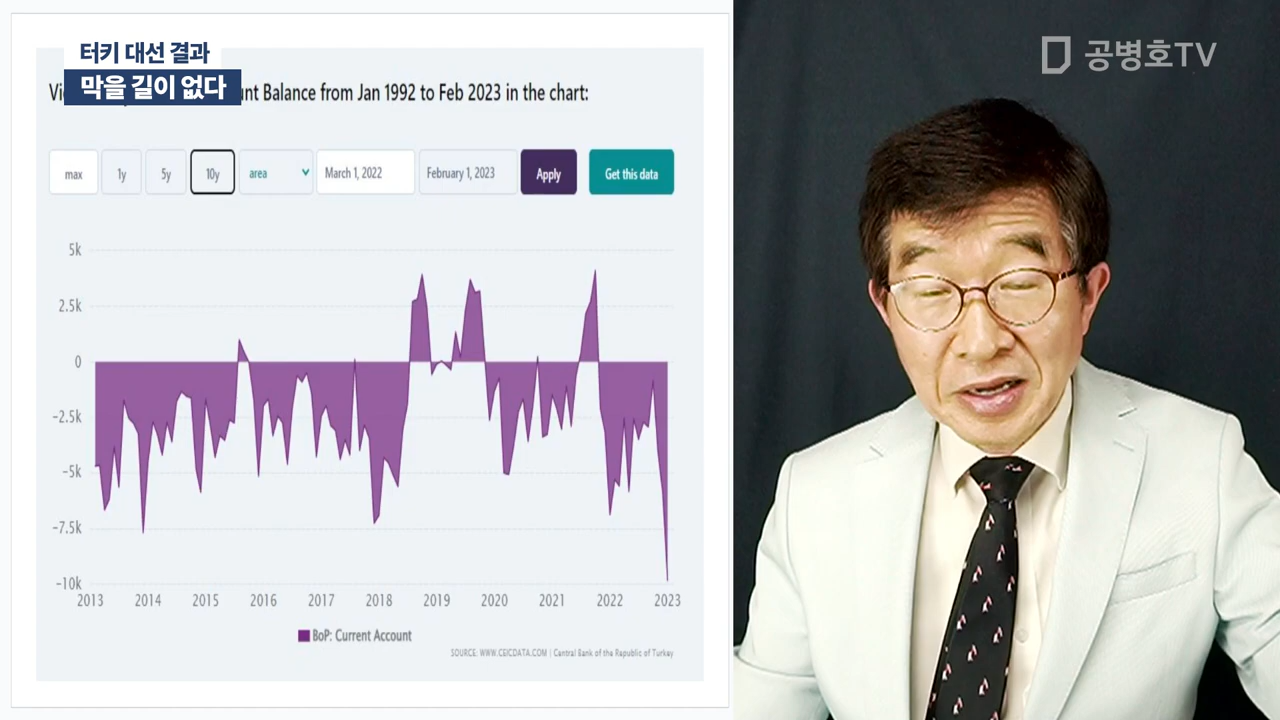 터키 대선 결과
막을 길이 없다
공병호TV
unt Balance from Jan 1992 to Feb 2023 in the chart:
max 1y 5y 10y area March 1, 2022 February 1, 2023 Apply Get this data
5k
2.5k
0
-2.5k
-5k
-7.5k
-10k
2013 2014 2015 2016 2017 2018 2019 2020 2021 2022 2023
BoP: Current Account
SOURCE: WWW.CEICDATA.COM | Central Bank of the Republic of Turkey